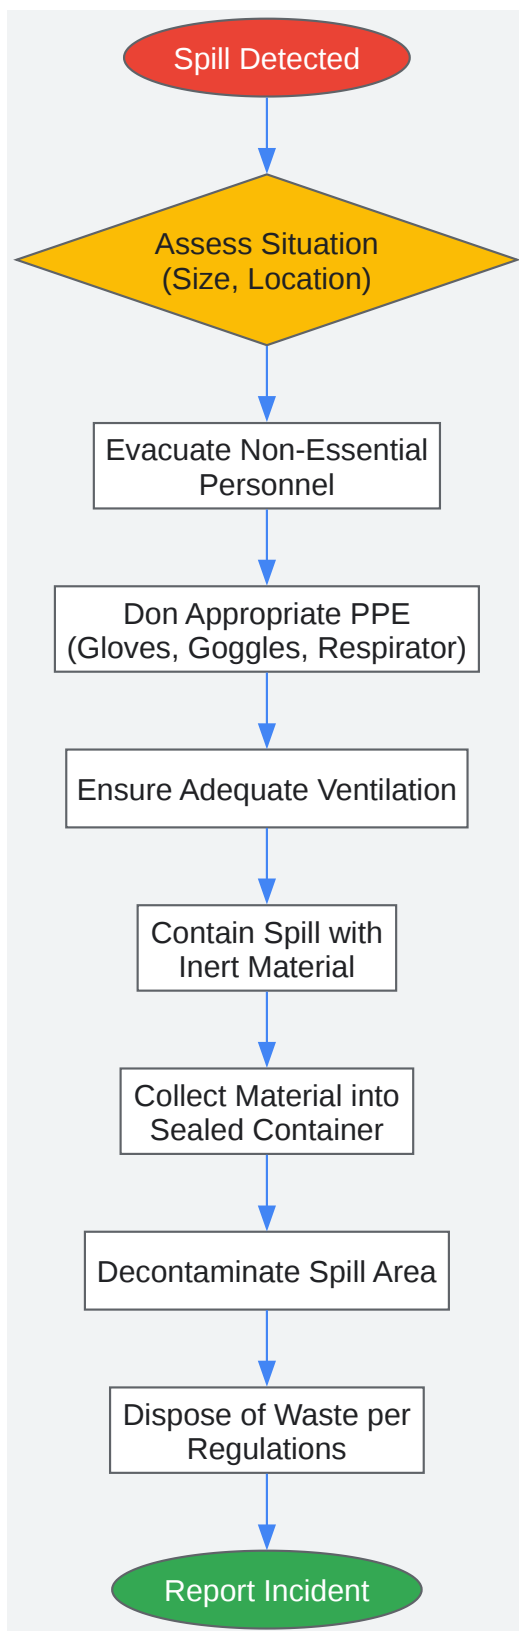 Spill Detected
Assess Situation
(Size, Location)
Evacuate Non-Essential
Personnel
Don Appropriate PPE
(Gloves, Goggles, Respirator)
Ensure Adequate Ventilation
Contain Spill with
Inert Material
Collect Material into
Sealed Container
Decontaminate Spill Area
Dispose of Waste per
Regulations
Report Incident